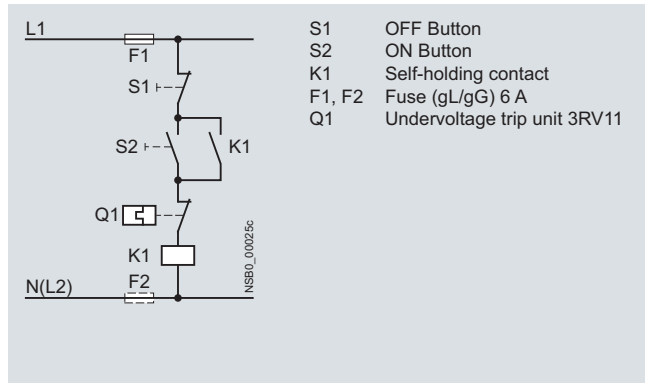 L1
F1
S1
S2
K1
Q1
K1
F2
N(L2)
NSB0_00025c
S1 OFF Button
S2 ON Button
K1 Self-holding contact
F1, F2 Fuse (gL/gG) 6 A
Q1 Undervoltage trip unit 3RV11